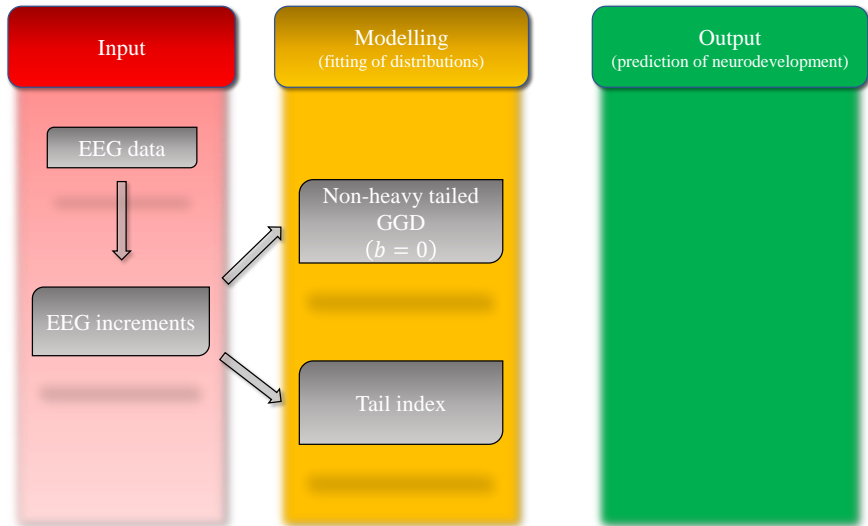 Input
Modelling
(fitting of distributions)
Output
(prediction of neurodevelopment)
EEG data
EEG increments
Non-heavy tailed
GGD
(𝑏 = 0)
Tail index